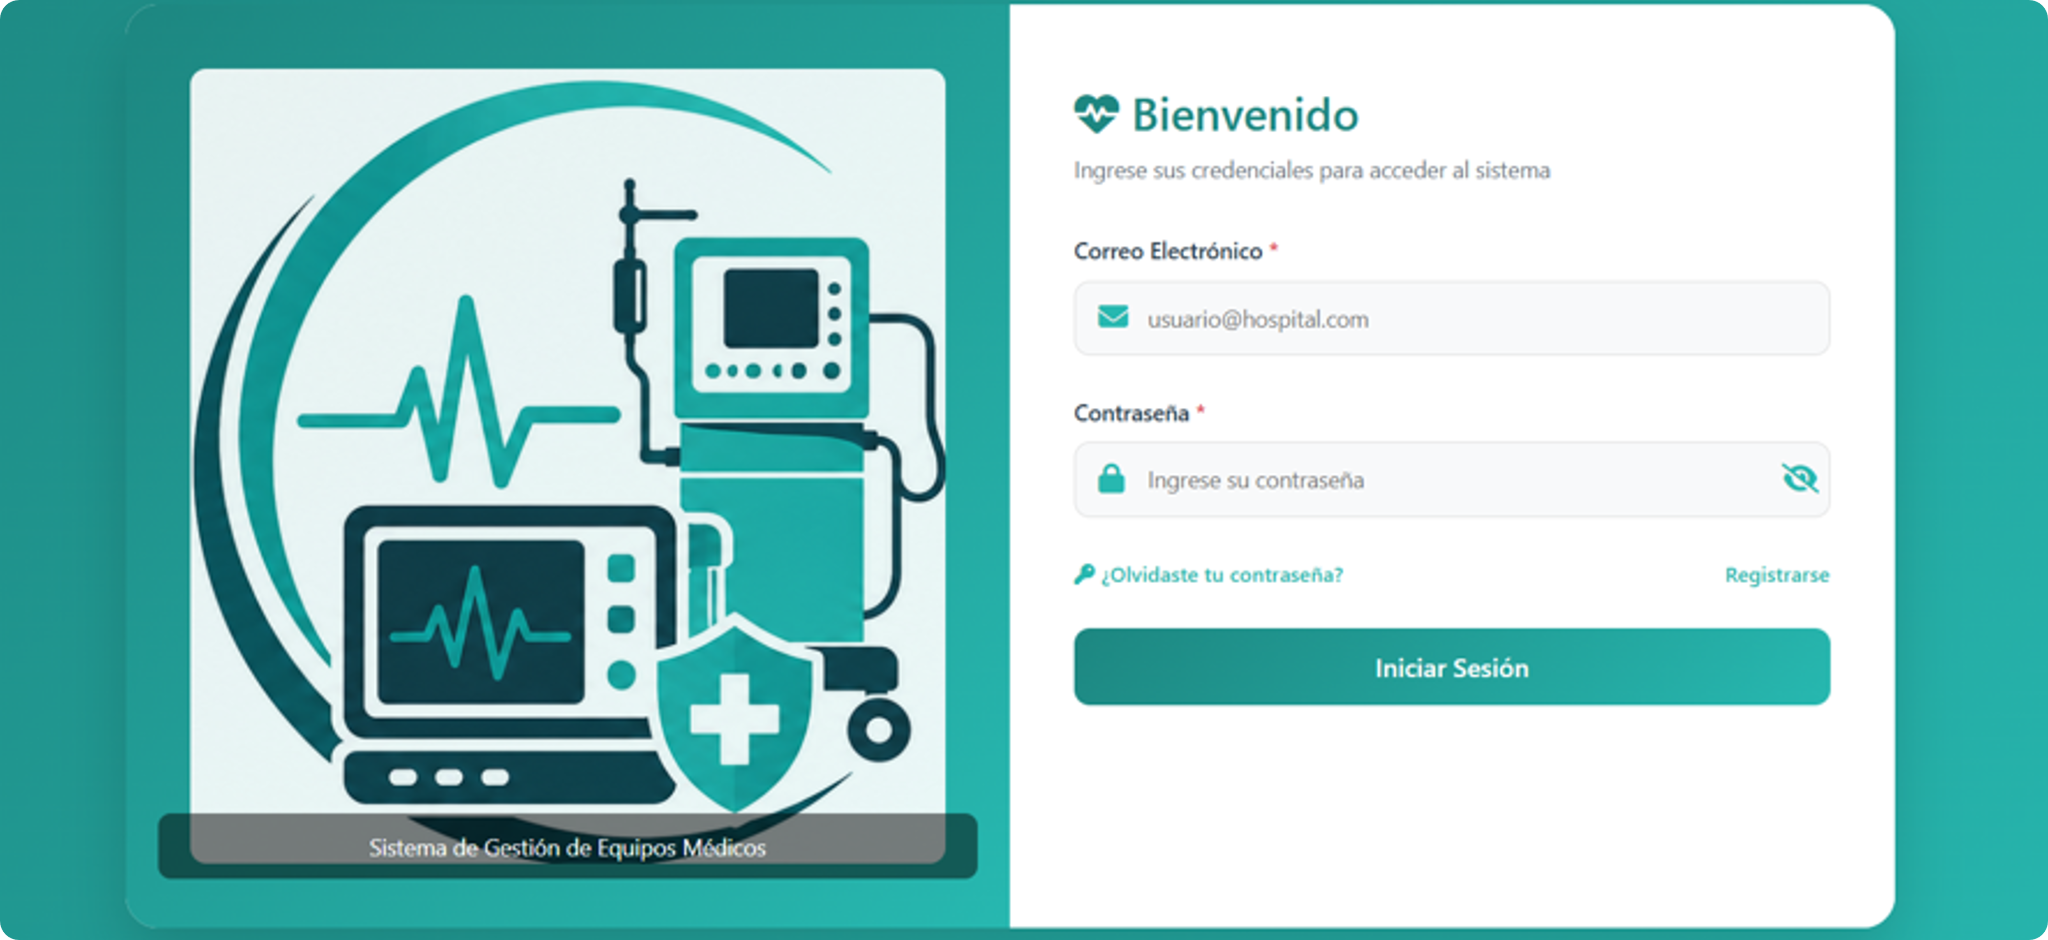 Sistema de Gestión de Equipos Médicos
Bienvenido
Ingrese sus credenciales para acceder al sistema
Correo Electrónico *
usuario@hospital.com
Contraseña *
Ingrese su contraseña
¿Olvidaste tu contraseña?
Registrarse
Iniciar Sesión